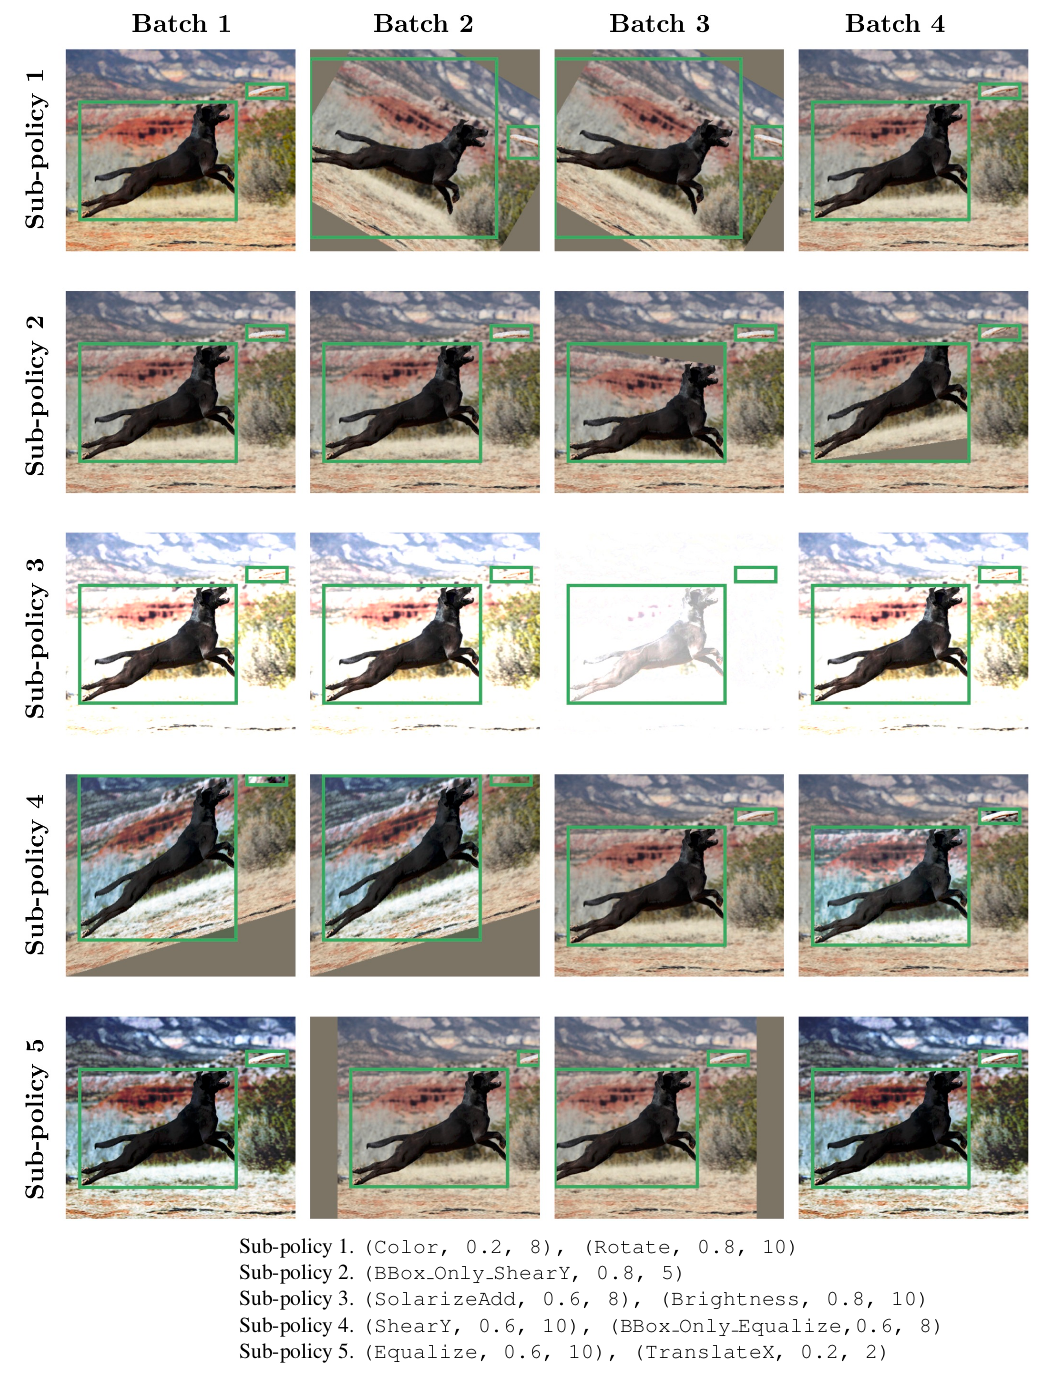 Batch 1 Batch 2 Batch 3 Batch 4
Sub-policy 1
Sub-policy 2
Sub-policy 3
Sub-policy 4
Sub-policy 5
Sub-policy 1. (Color, 0.2, 8), (Rotate, 0.8, 10)
Sub-policy 2. (BBox_Only_ShearY, 0.8, 5)
Sub-policy 3. (SolarizeAdd, 0.6, 8), (Brightness, 0.8, 10)
Sub-policy 4. (ShearY, 0.6, 10), (BBox_Only_Equalize,0.6, 8)
Sub-policy 5. (Equalize, 0.6, 10), (TranslateX, 0.2, 2)